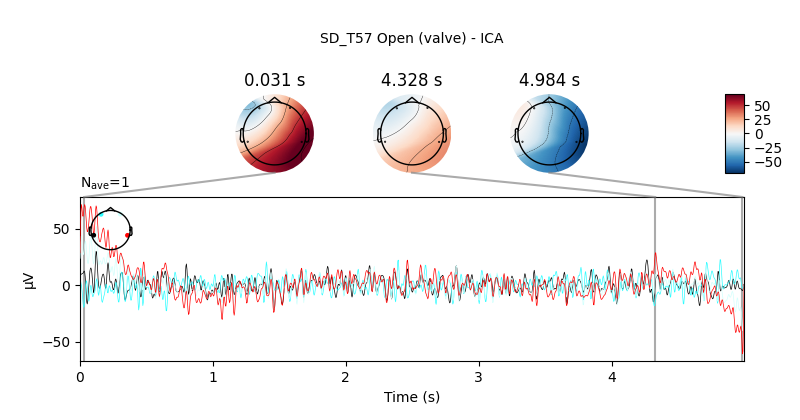 SD_T57 Open (valve) - ICA
0.031 s 4.328 s 4.984 s
50
25
0
−25
−50
Nave=1
50
0
−50
µV
0 1 2 3 4
Time (s)